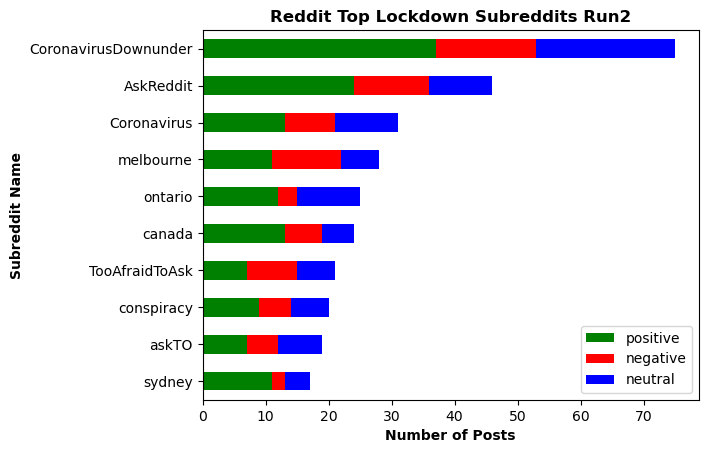 Reddit Top Lockdown Subreddits Run2
Subreddit Name
CoronavirusDownunder
AskReddit
Coronavirus
melbourne
ontario
canada
TooAfraidToAsk
conspiracy
askTO
sydney
positive
negative
neutral
0 10 20 30 40 50 60 70
Number of Posts